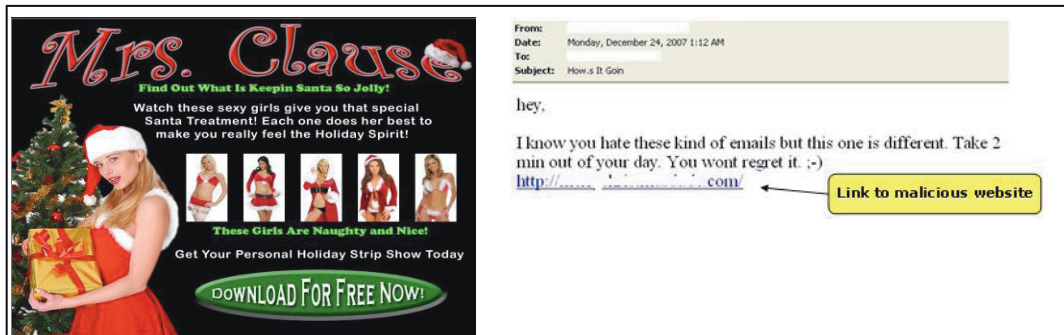 Mrs. Clause
Find Out What Is Keepin Santa So Jolly!
Watch these sexy girls give you that special
Santa Treatment! Each one does her best to
make you really feel the Holiday Spirit!
These Girls Are Naughty and Nice!
Get Your Personal Holiday Strip Show Today
DOWNLOAD FOR FREE NOW!
From:
Date: Monday, December 24, 2007 1:12 AM
To:
Subject: How.s It Goin
hey,
I know you hate these kind of emails but this one is different. Take 2
min out of your day. You wont regret it. ;-)
http:// .com/
Link to malicious website